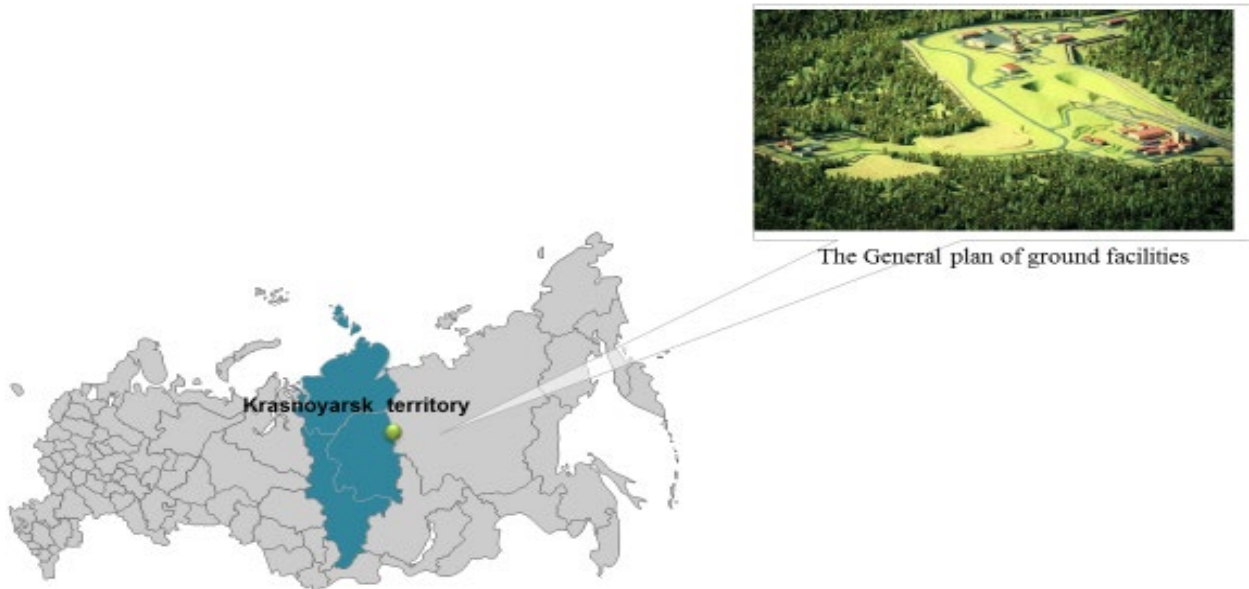 The General plan of ground facilities
Krasnoyarsk territory